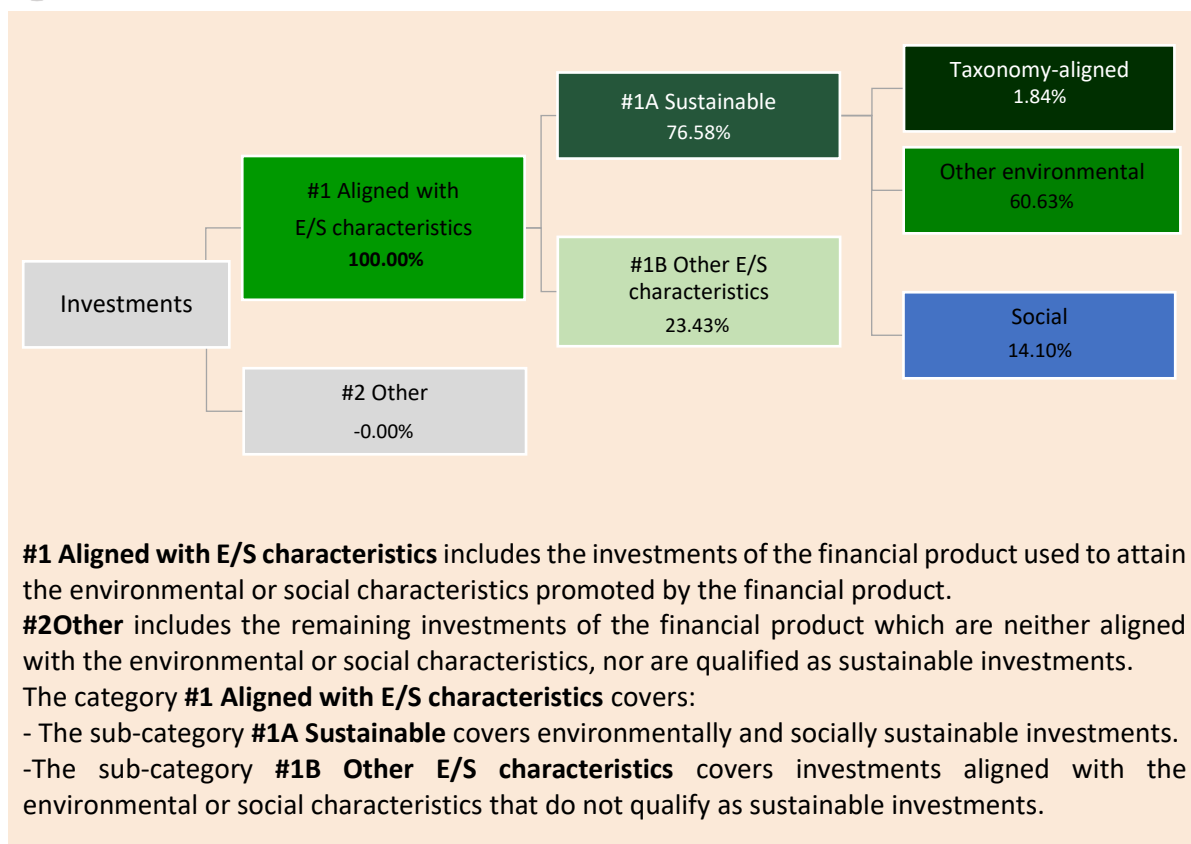 Investments
#1 Aligned with
E/S characteristics
100.00%
#2 Other
-0.00%
#1A Sustainable
76.58%
#1B Other E/S
characteristics
23.43%
Taxonomy-aligned
1.84%
Other environmental
60.63%
Social
14.10%
#1 Aligned with E/S characteristics includes the investments of the financial product used to attain
the environmental or social characteristics promoted by the financial product.
#2Other includes the remaining investments of the financial product which are neither aligned
with the environmental or social characteristics, nor are qualified as sustainable investments.
The category #1 Aligned with E/S characteristics covers:
- The sub-category #1A Sustainable covers environmentally and socially sustainable investments.
-The sub-category #1B Other E/S characteristics covers investments aligned with the
environmental or social characteristics that do not qualify as sustainable investments.